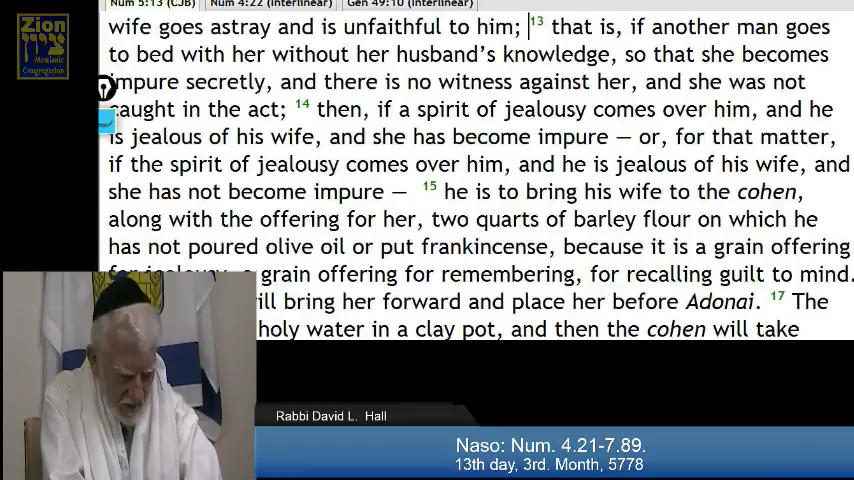 Num 5:13 (CJB) Num 4:22 (Interlinear) Gen 49:10 (Interlinear)
Zion
Messianic
Congregation
wife goes astray and is unfaithful to him; 13 that is, if another man goes
to bed with her without her husband's knowledge, so that she becomes
impure secretly, and there is no witness against her, and she was not
caught in the act; 14 then, if a spirit of jealousy comes over him, and he
is jealous of his wife, and she has become impure — or, for that matter,
if the spirit of jealousy comes over him, and he is jealous of his wife, and
she has not become impure — 15 he is to bring his wife to the cohen,
along with the offering for her, two quarts of barley flour on which he
has not poured olive oil or put frankincense, because it is a grain offering
for jealousy, a grain offering for remembering, for recalling guilt to mind.
will bring her forward and place her before Adonai. 17 The
holy water in a clay pot, and then the cohen will take
Rabbi David L. Hall
Naso: Num. 4.21-7.89.
13th day, 3rd. Month, 5778